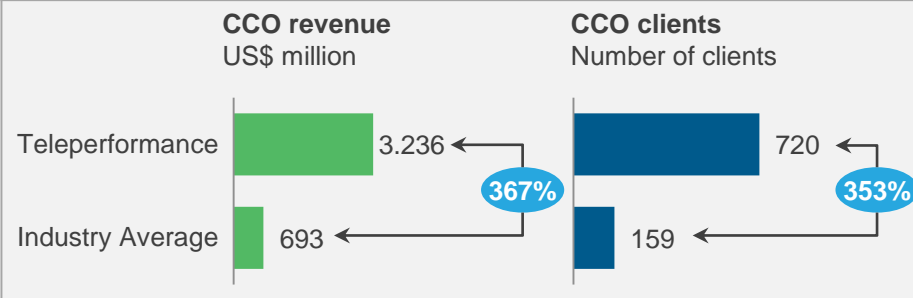 CCO revenue
US$ million
CCO clients
Number of clients
Teleperformance 3.236 367% 720 353%
Industry Average 693 159